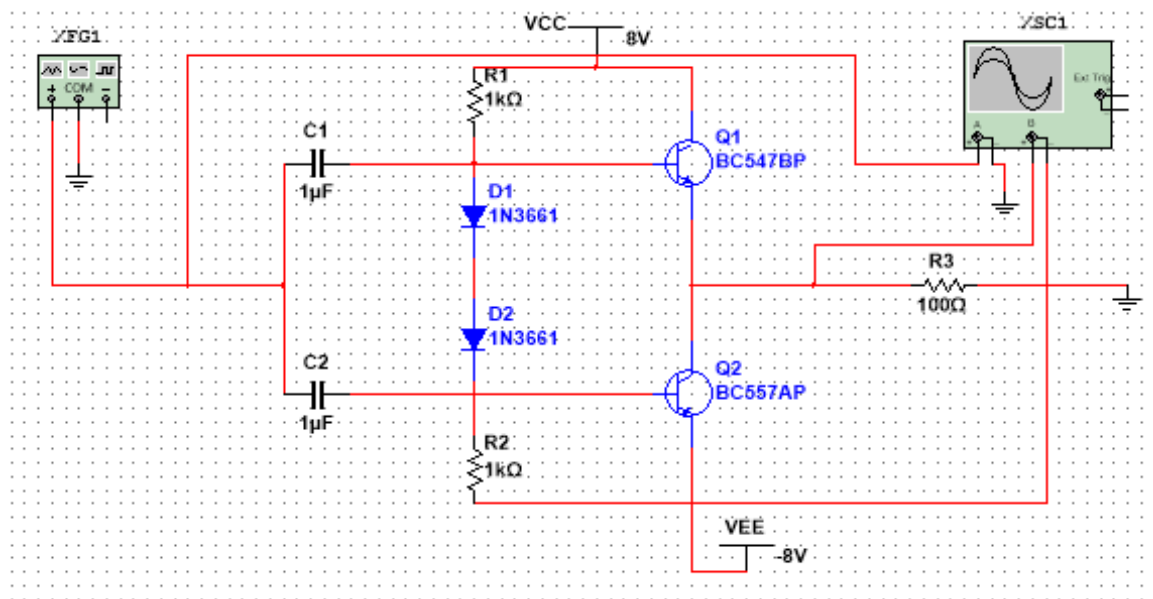 XFG1
COM
VCC
8V
XSC1
Ext Trig
A
B
R1
1kΩ
C1
1µF
Q1
BC547BP
D1
1N3661
R3
100Ω
D2
1N3661
C2
1µF
Q2
BC557AP
R2
1kΩ
VEE
-8V